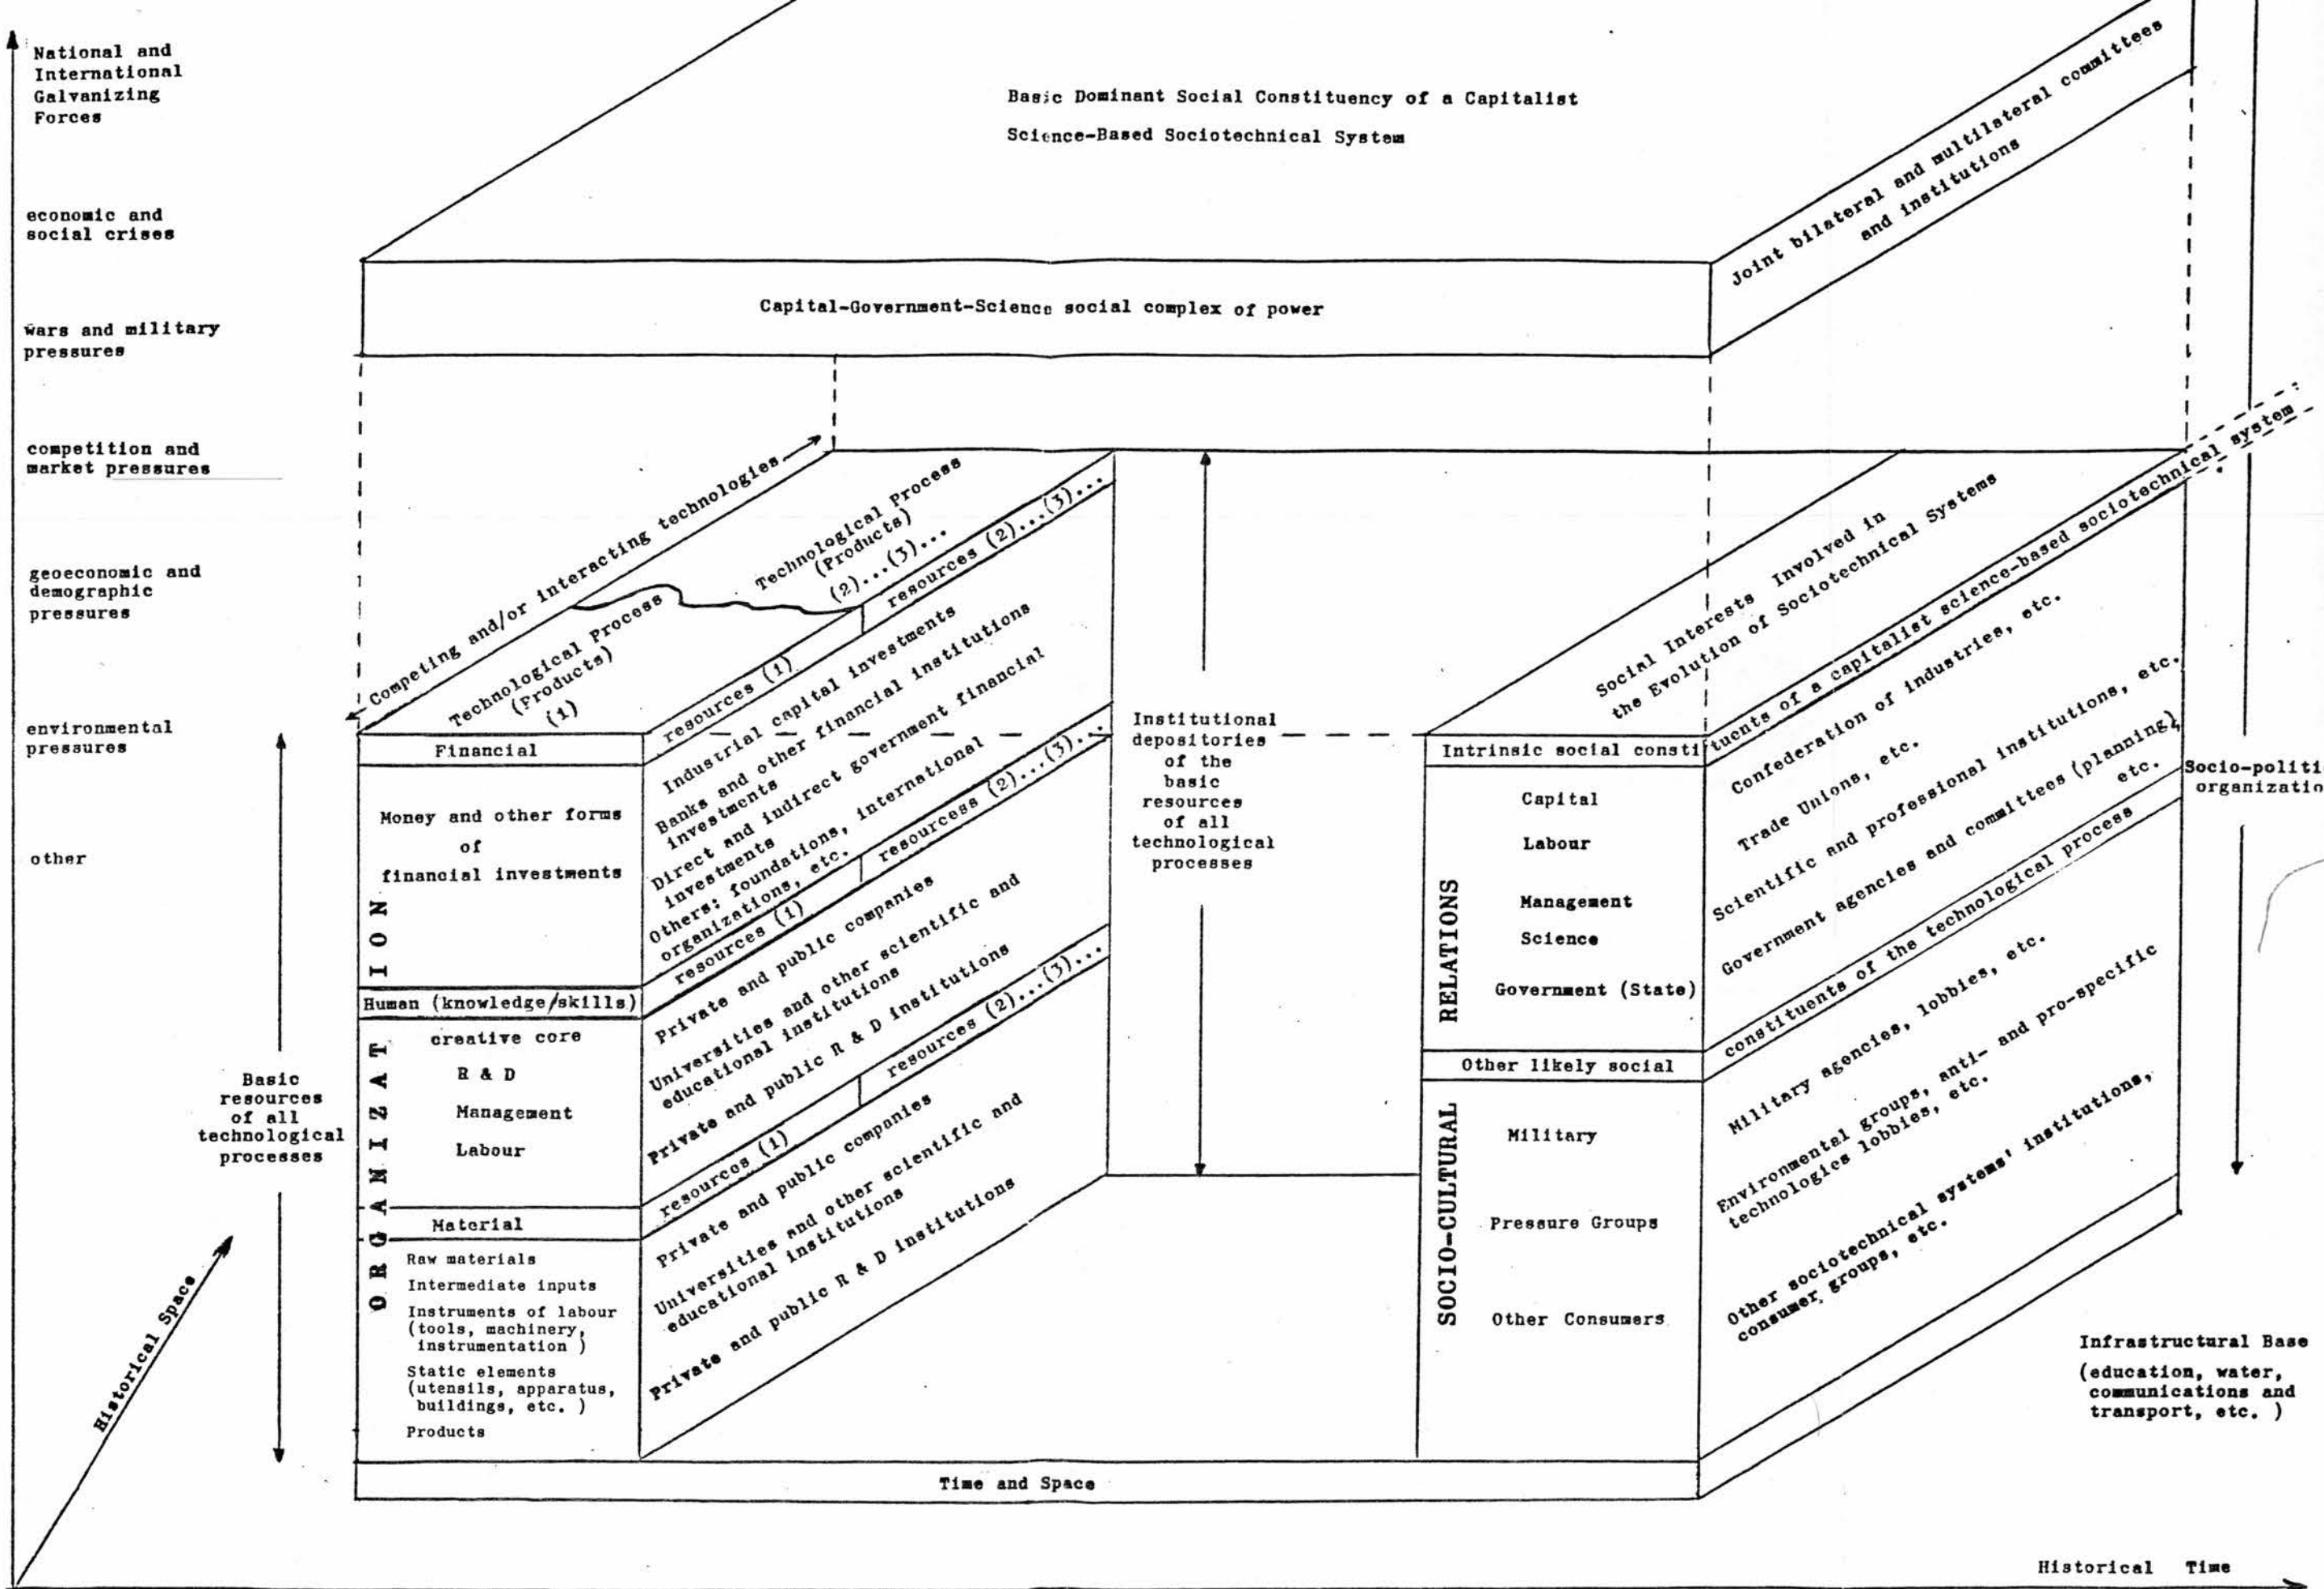 National and
International
Galvanizing
Forces
economic and
social crises
wars and military
pressures
competition and
market pressures
geoeconomic and
demographic
pressures
environmental
pressures
other
Basic Dominant Social Constituency of a Capitalist
Science-Based Sociotechnical System
Joint bilateral and multilateral committees
and institutions
Capital-Government-Science social complex of power
Competing and/or interacting technologies
Technological Process
(Products)
(1)
Technological Process
(Products)
(2)...(3)...
resources (1)
resources (2)...(3)...
Financial
Money and other forms
of
financial investments
Industrial capital investments
Banks and other financial institutions
investments
Direct and indirect government financial
investments
Others: foundations, international
organizations, etc.
resources (1)
resourcess (2)...(3)...
Human (knowledge/skills)
creative core
R & D
Management
Labour
Private and public companies
Universities and other scientific and
educational institutions
Private and public R & D institutions
resources (1)
resources (2)...(3)...
Material
Raw materials
Intermediate inputs
Instruments of labour
(tools, machinery,
instrumentation )
Static elements
(utensils, apparatus,
buildings, etc. )
Products
Private and public companies
Universities and other scientific and
educational institutions
Private and public R & D institutions
ORGANIZATION
Basic
resources
of all
technological
processes
Historical Space
Institutional
depositories
of the
basic
resources
of all
technological
processes
Social Interests Involved in
the Evolution of Sociotechnical Systems
Intrinsic social constituents of a capitalist science-based sociotechnical system
Capital
Labour
Management
Science
Government (State)
Confederation of industries, etc.
Trade Unions, etc.
Scientific and professional institutions, etc.
Government agencies and committees (planning),
etc.
Other likely social
constituents of the technological process
Military
Pressure Groups
Other Consumers
Military agencies, lobbies, etc.
Environmental groups, anti- and pro-specific
technologies lobbies, etc.
Other sociotechnical systems' institutions,
consumer groups, etc.
SOCIO-CULTURAL RELATIONS
Socio-politi
organizatio
Infrastructural Base
(education, water,
communications and
transport, etc. )
Time and Space
Historical Time